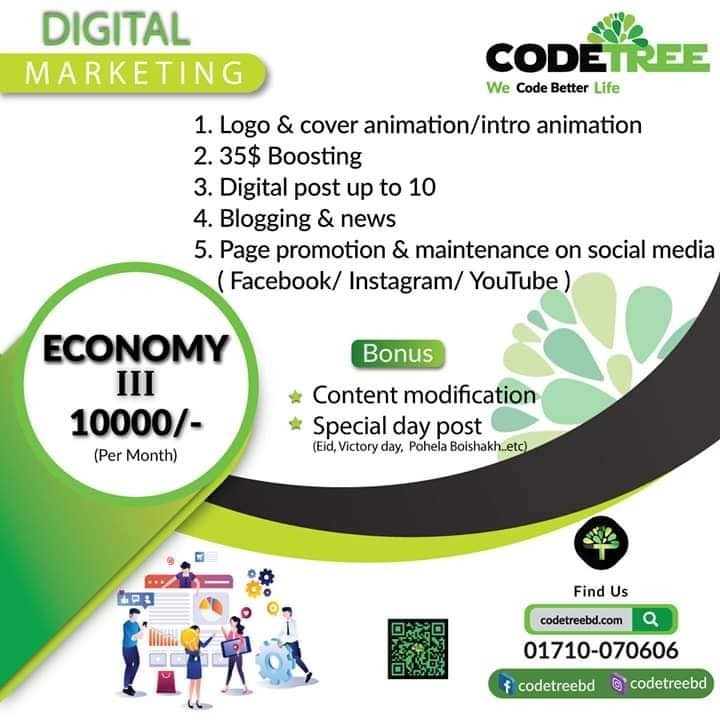 DIGITAL
MARKETING
CODETREE
We Code Better Life
1. Logo & cover animation/intro animation
2. 35$ Boosting
3. Digital post up to 10
4. Blogging & news
5. Page promotion & maintenance on social media
( Facebook/ Instagram/ YouTube )
ECONOMY
III
10000/-
(Per Month)
Bonus
Content modification
Special day post
(Eid, Victory day, Pohela Boishakh..etc)
Find Us
codetreebd.com
01710-070606
codetreebd
codetreebd